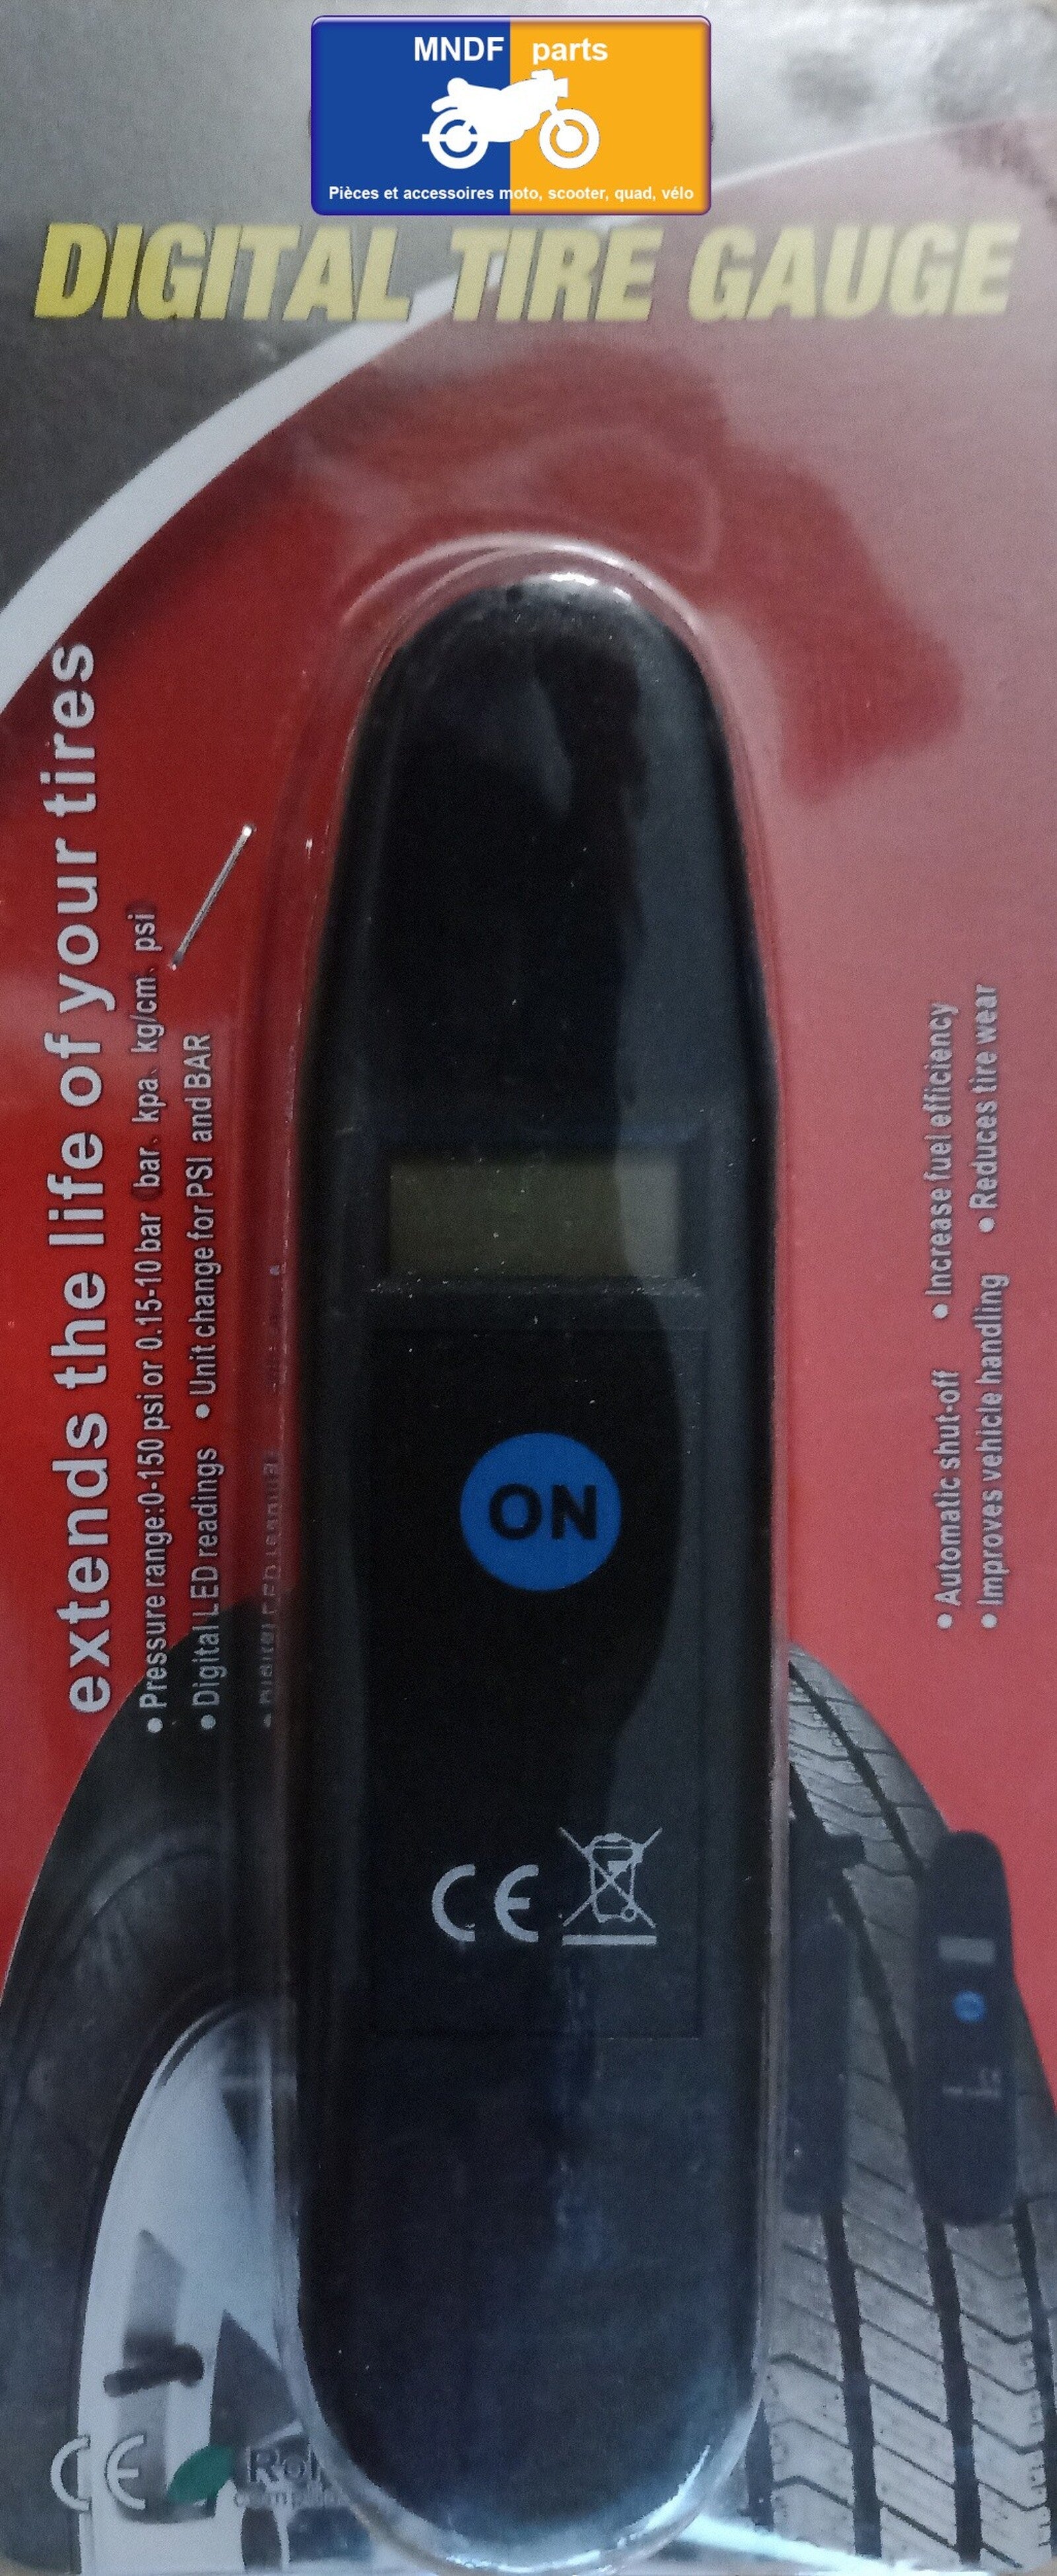 MNDF parts
Pièces et accessoires moto, scooter, quad, vélo
DIGITAL TIRE GAUGE
extends the life of your tires
•Pressure range:0-150 psi or 0.15-10 bar bar、kpa、kg/cm、psi
•Digital LED readings •Unit change for PSI and BAR
•Automatic shut-off •Increase fuel efficiency
•Improves vehicle handling •Reduces tire wear
ON
CE
CE